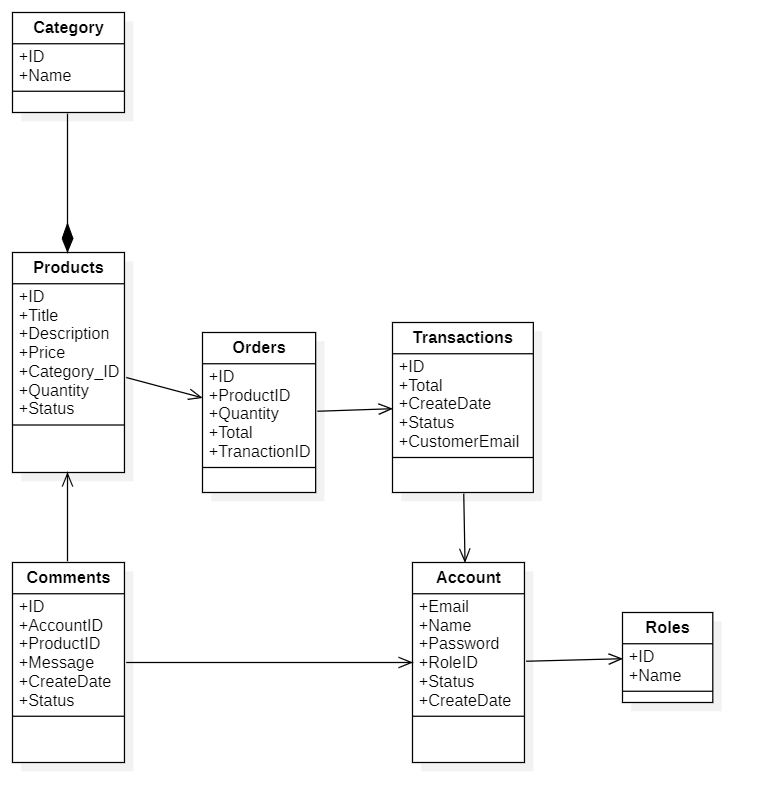 Category
+ID
+Name
Products
+ID
+Title
+Description
+Price
+Category_ID
+Quantity
+Status
Orders
+ID
+ProductID
+Quantity
+Total
+TranactionID
Transactions
+ID
+Total
+CreateDate
+Status
+CustomerEmail
Comments
+ID
+AccountID
+ProductID
+Message
+CreateDate
+Status
Account
+Email
+Name
+Password
+RoleID
+Status
+CreateDate
Roles
+ID
+Name